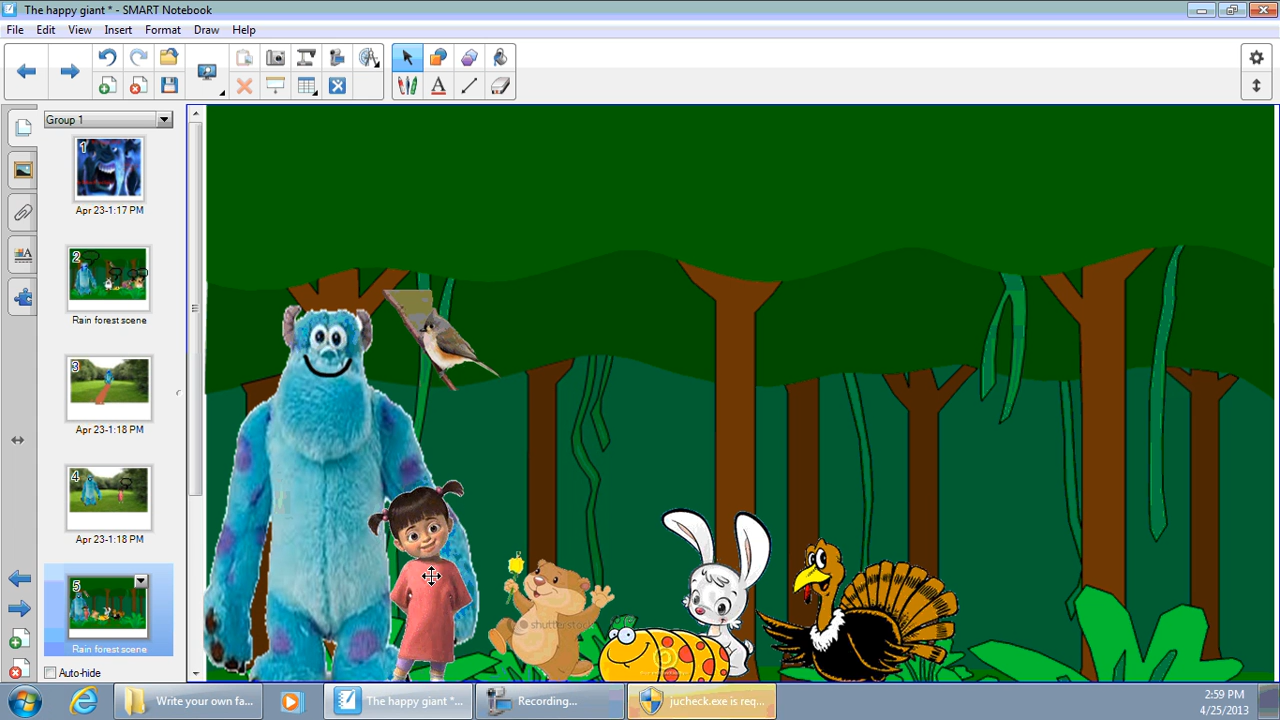 The happy giant * - SMART Notebook
File Edit View Insert Format Draw Help
Group 1
1
Apr 23-1:17 PM
2
Rain forest scene
3
Apr 23-1:18 PM
4
Apr 23-1:18 PM
5
Rain forest scene
shutterstock
Auto-hide
Write your own fa...
The happy giant *...
Recording...
jucheck.exe is req...
2:59 PM
4/25/2013